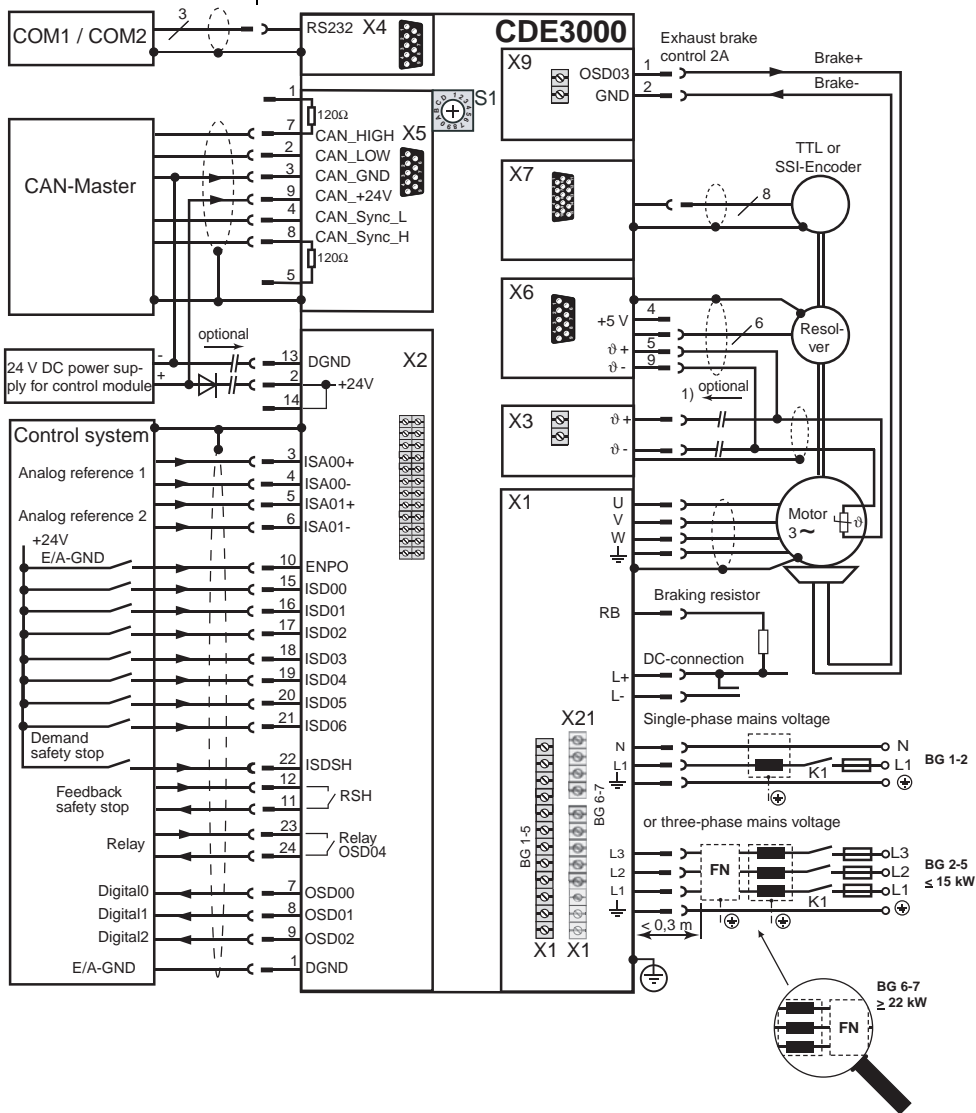 COM1 / COM2
3
RS232
X4
CDE3000
X9
OSD03
GND
1
2
Exhaust brake
control 2A
Brake+
Brake-
CAN-Master
1
120Ω
7
CAN_HIGH
X5
S1
2
CAN_LOW
3
CAN_GND
9
CAN_+24V
4
CAN_Sync_L
8
CAN_Sync_H
120Ω
5
X7
8
TTL or
SSI-Encoder
X6
+5 V
4
6
5
ϑ +
9
ϑ -
Resol-
ver
1)
optional
X3
ϑ +
ϑ -
optional
24 V DC power sup-
ply for control module
-
+
13
DGND
2
+24V
14
X2
Control system
Analog reference 1
3
ISA00+
4
ISA00-
5
ISA01+
Analog reference 2
6
ISA01-
+24V
E/A-GND
10
ENPO
15
ISD00
16
ISD01
17
ISD02
18
ISD03
19
ISD04
20
ISD05
21
ISD06
Demand
safety stop
22
ISDSH
Feedback
safety stop
12
11
RSH
Relay
23
24
Relay
OSD04
Digital0
7
OSD00
Digital1
8
OSD01
Digital2
9
OSD02
E/A-GND
1
DGND
X1
U
V
W
Motor
3 ~
ϑ
RB
Braking resistor
DC-connection
L+
L-
X21
Single-phase mains voltage
N
N
L1
K1
L1
BG 1-2
BG 1-5
BG 6-7
or three-phase mains voltage
L3
L3
L2
FN
L2
L1
K1
L1
BG 2-5
≤ 15 kW
< 0,3 m
X1
X1
BG 6-7
≥ 22 kW
FN